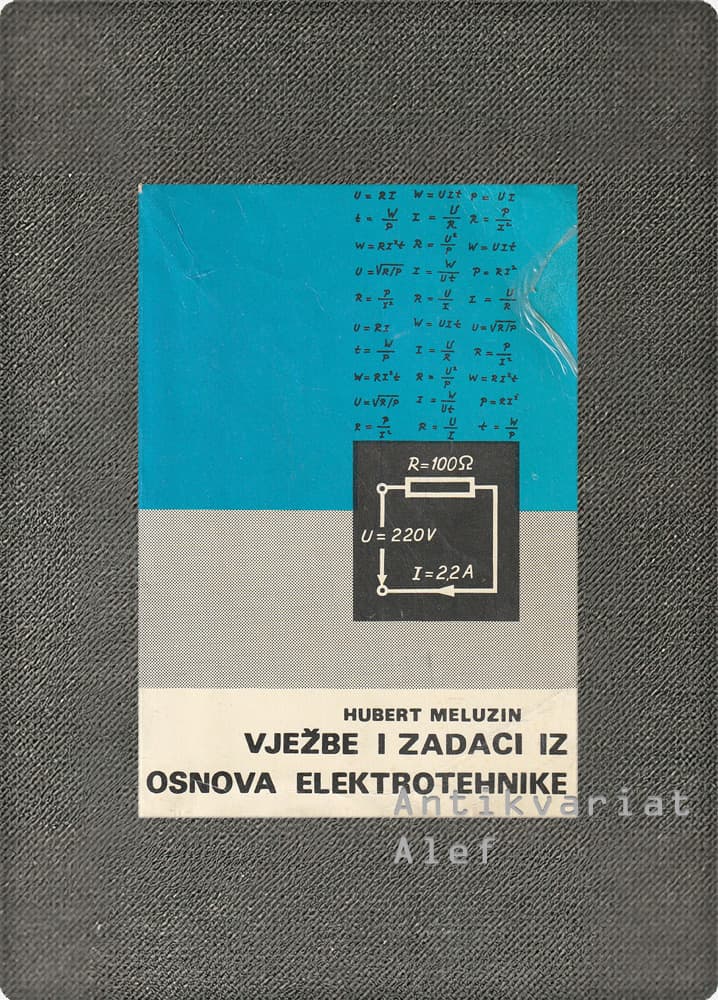 U = RI W = UIt P = UI
t = W/P I = U/R R = P/I²
W = RI²t R = U²/P W = UIt
U = √R/P I = W/Ut P = RI²
R = P/I² R = U/I I = U/R
U = RI W = UIt U = √R/P
t = W/P I = U/R R = P/I²
W = RI²t R = U²/P W = RI²t
U = √R/P I = W/Ut P = RI²
R = P/I² R = U/I t = W/P
R=100Ω
U = 220V
I = 2,2A
HUBERT MELUZIN
VJEŽBE I ZADACI IZ
OSNOVA ELEKTROTEHNIKE
Antikvariat
Alef